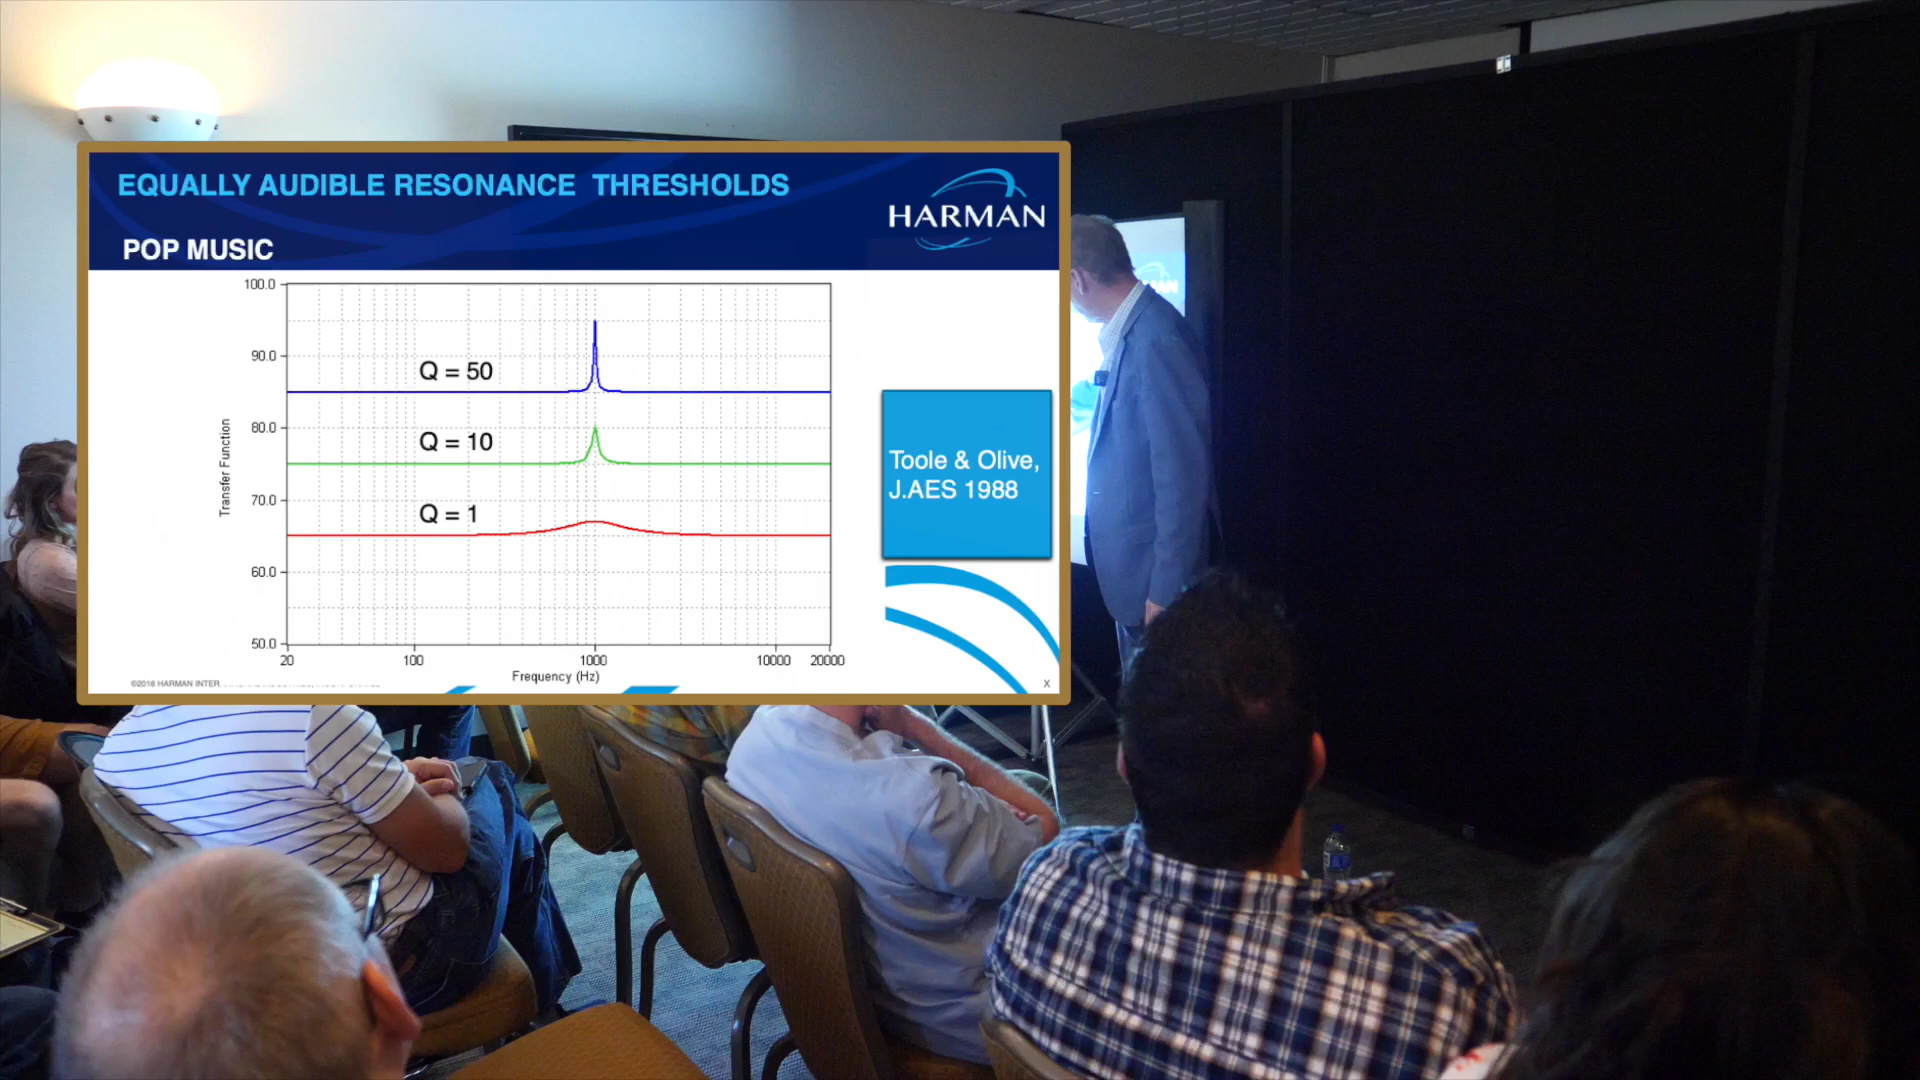 EQUALLY AUDIBLE RESONANCE THRESHOLDS
HARMAN
POP MUSIC
100.0
90.0
80.0
70.0
60.0
50.0
Transfer Function
Q = 50
Q = 10
Q = 1
20 100 1000 10000 20000
Frequency (Hz)
Toole & Olive,
J.AES 1988
©2016 HARMAN
X